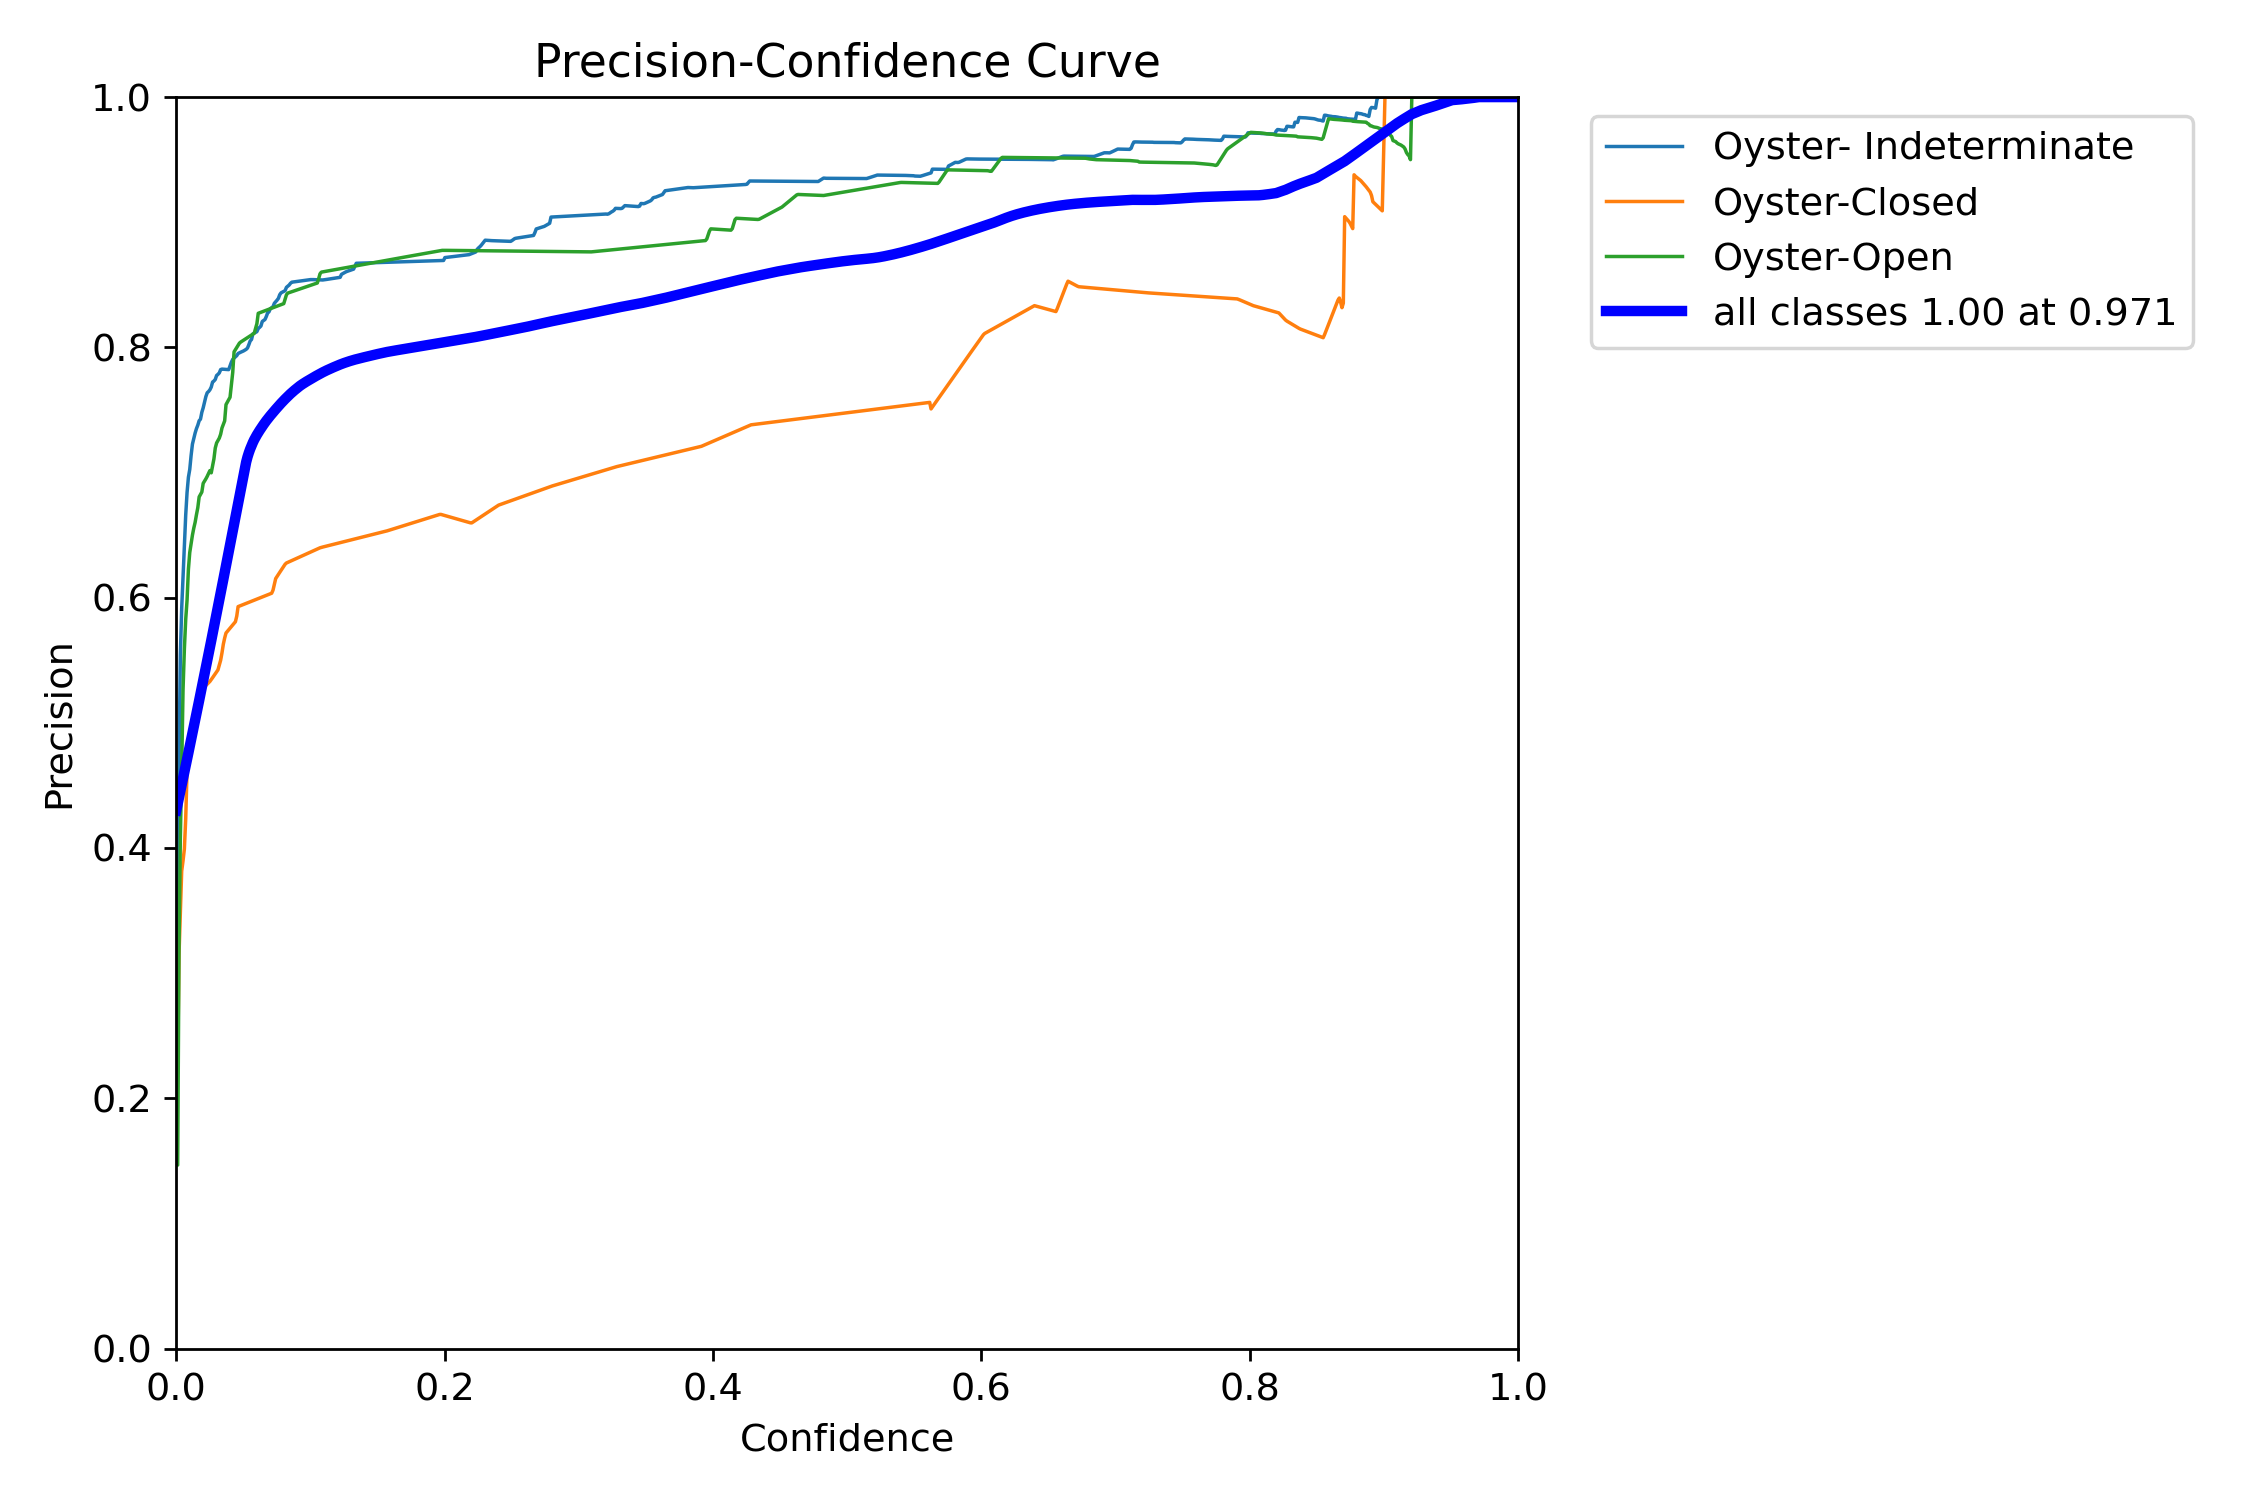 Precision-Confidence Curve
1.0
0.8
0.6
0.4
0.2
0.0
Precision
0.0 0.2 0.4 0.6 0.8 1.0
Confidence
Oyster- Indeterminate
Oyster-Closed
Oyster-Open
all classes 1.00 at 0.971